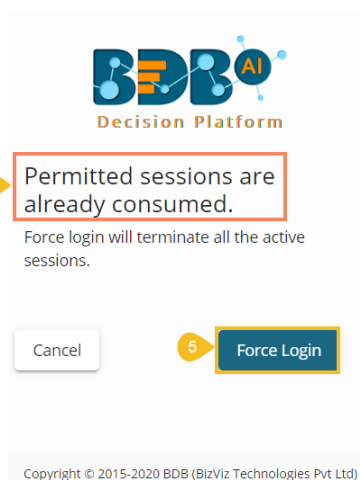 BDB AI
Decision Platform
Permitted sessions are
already consumed.
Force login will terminate all the active
sessions.
Cancel
5
Force Login
Copyright © 2015-2020 BDB (BizViz Technologies Pvt Ltd)